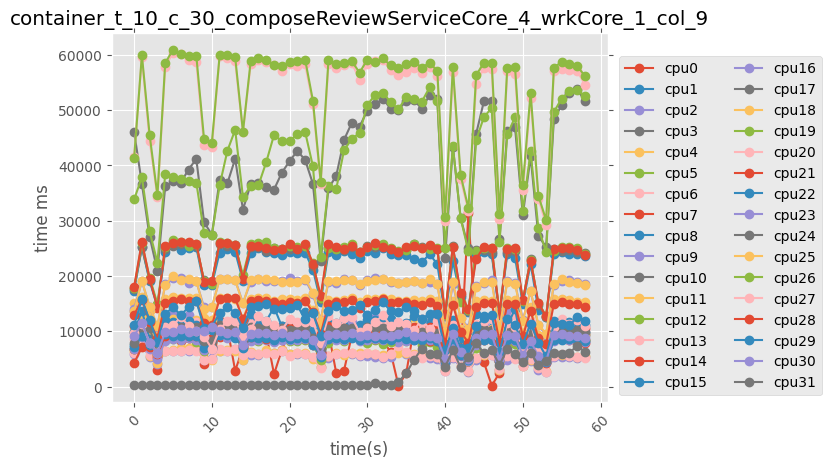 container_t_10_c_30_composeReviewServiceCore_4_wrkCore_1_col_9
time ms
60000
50000
40000
30000
20000
10000
0
0
10
20
30
40
50
60
time(s)
cpu0
cpu1
cpu2
cpu3
cpu4
cpu5
cpu6
cpu7
cpu8
cpu9
cpu10
cpu11
cpu12
cpu13
cpu14
cpu15
cpu16
cpu17
cpu18
cpu19
cpu20
cpu21
cpu22
cpu23
cpu24
cpu25
cpu26
cpu27
cpu28
cpu29
cpu30
cpu31